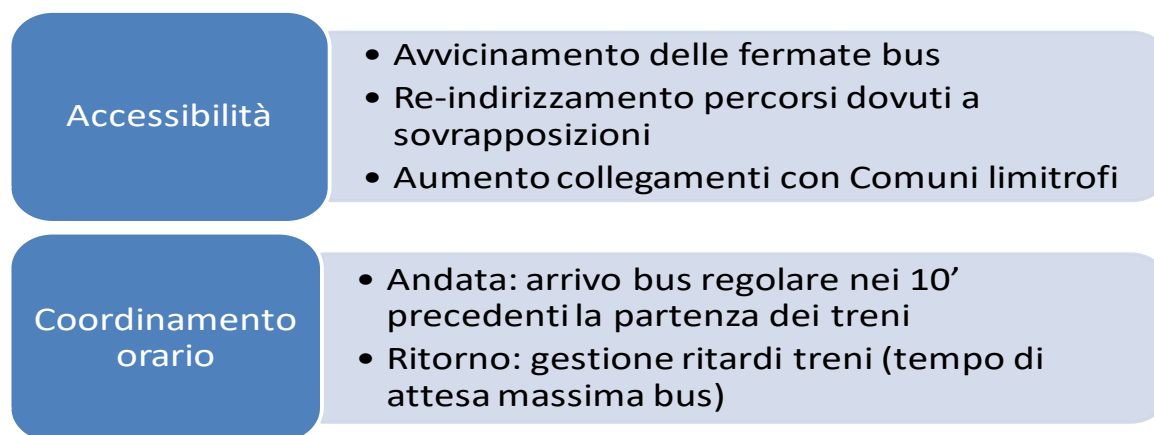 Accessibilità
• Avvicinamento delle fermate bus
• Re-indirizzamento percorsi dovuti a
sovrapposizioni
• Aumento collegamenti con Comuni limitrofi
Coordinamento
orario
• Andata: arrivo bus regolare nei 10’
precedenti la partenza dei treni
• Ritorno: gestione ritardi treni (tempo di
attesa massima bus)